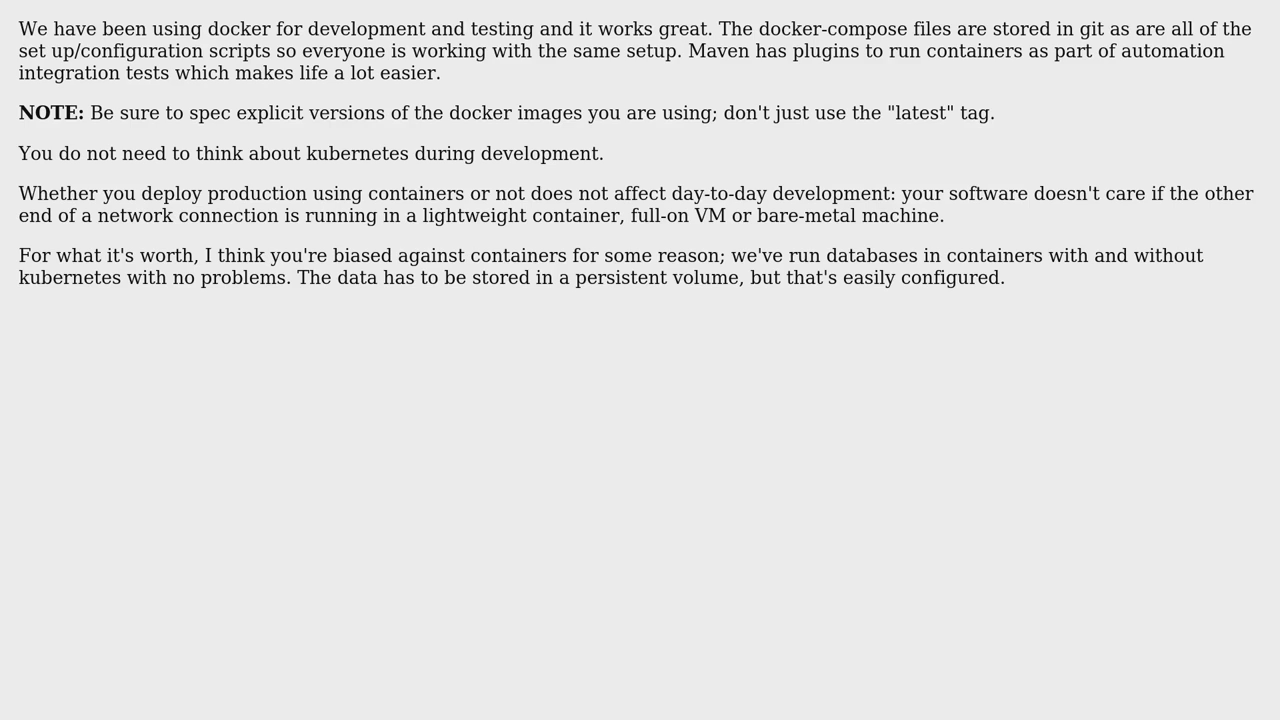 We have been using docker for development and testing and it works great. The docker-compose files are stored in git as are all of the
set up/configuration scripts so everyone is working with the same setup. Maven has plugins to run containers as part of automation
integration tests which makes life a lot easier.
NOTE: Be sure to spec explicit versions of the docker images you are using; don't just use the "latest" tag.
You do not need to think about kubernetes during development.
Whether you deploy production using containers or not does not affect day-to-day development: your software doesn't care if the other
end of a network connection is running in a lightweight container, full-on VM or bare-metal machine.
For what it's worth, I think you're biased against containers for some reason; we've run databases in containers with and without
kubernetes with no problems. The data has to be stored in a persistent volume, but that's easily configured.